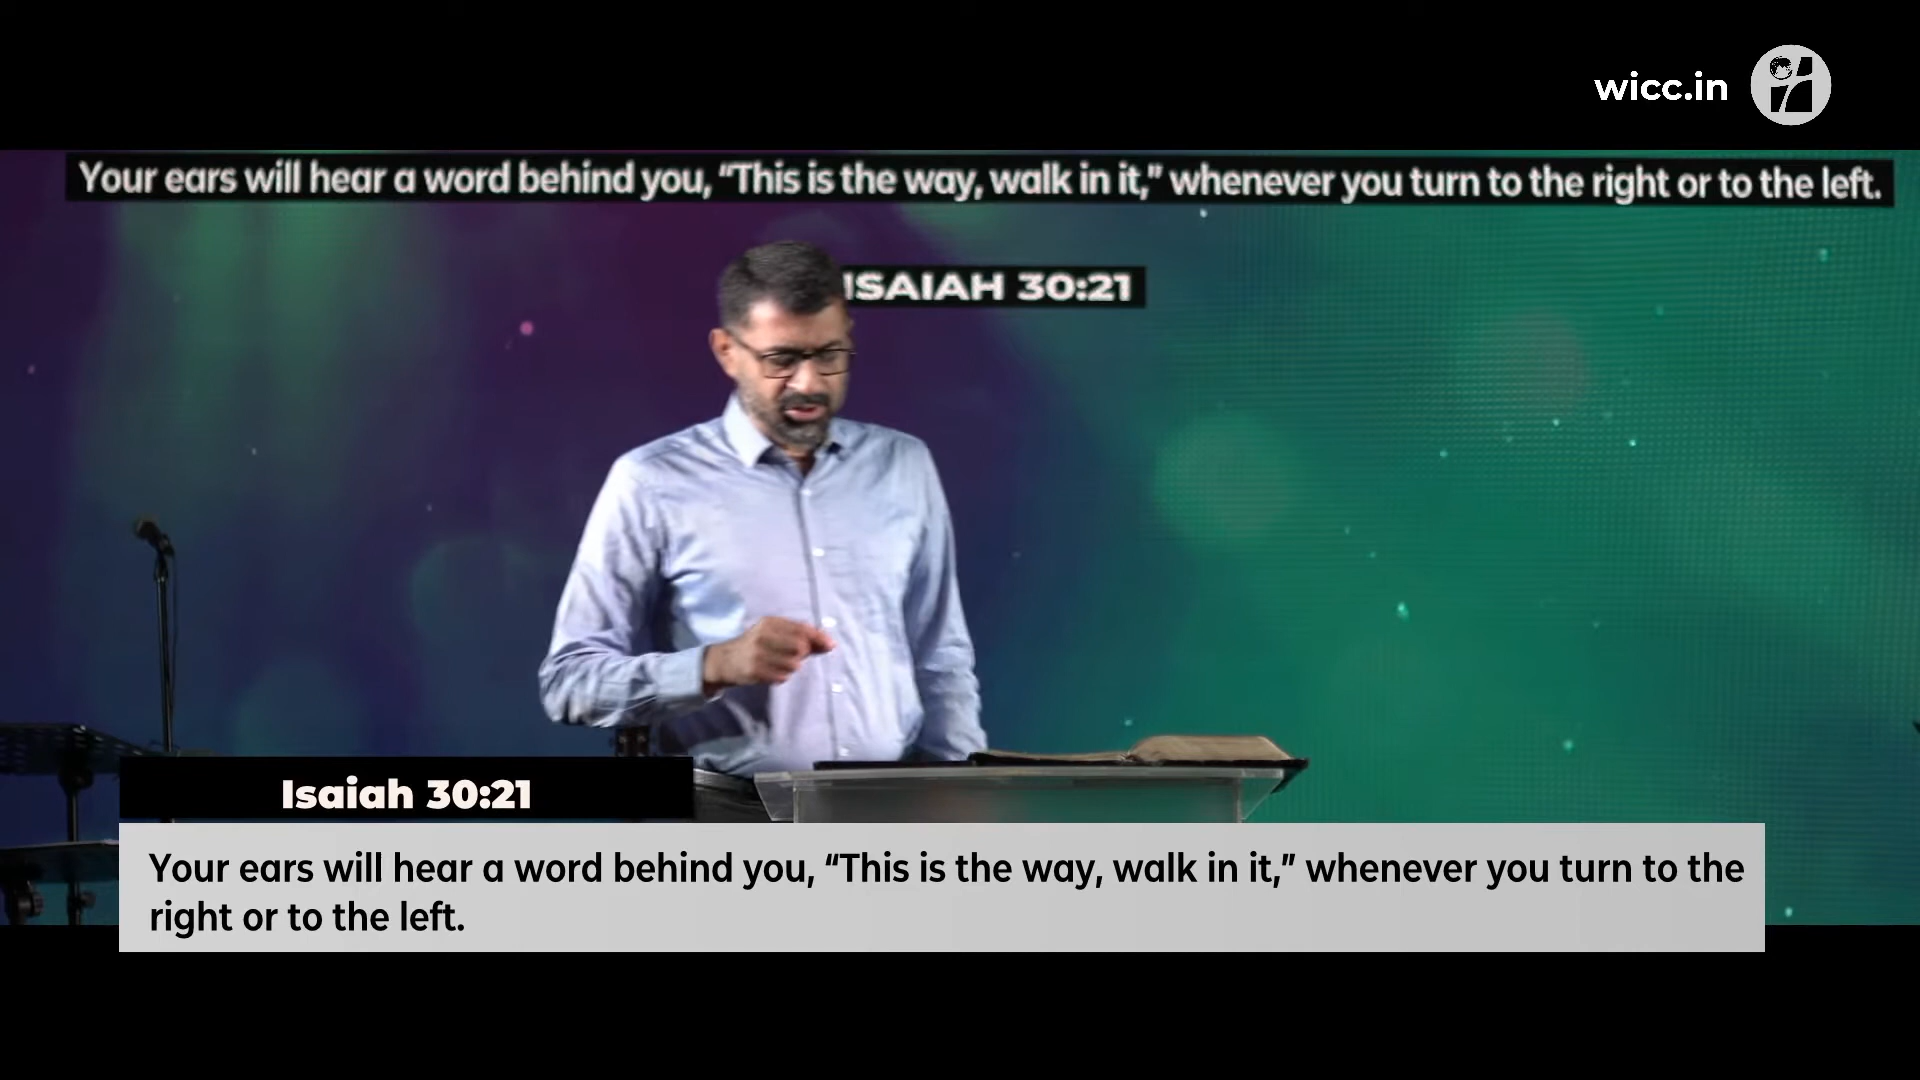 wicc.in
Your ears will hear a word behind you, “This is the way, walk in it,” whenever you turn to the right or to the left.
ISAIAH 30:21
Isaiah 30:21
Your ears will hear a word behind you, “This is the way, walk in it,” whenever you turn to the
right or to the left.